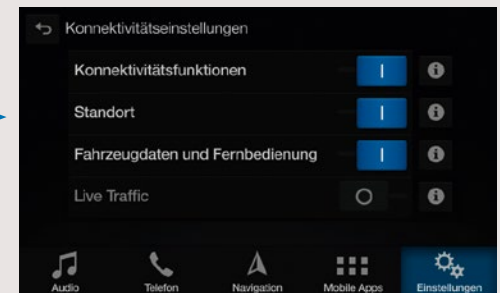 Konnektivitätseinstellungen
Konnektivitätsfunktionen
Standort
Fahrzeugdaten und Fernbedienung
Live Traffic
Audio Telefon Navigation Mobile Apps Einstellungen